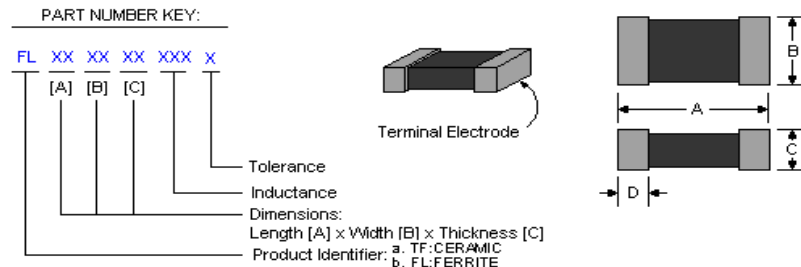 PART NUMBER KEY:
FL XX XX XX XXX X
[A] [B] [C]
Tolerance
Inductance
Dimensions:
Length [A] x Width [B] x Thickness [C]
Product Identifier: a. TF:CERAMIC
b. FL:FERRITE
Terminal Electrode
A
B
C
D